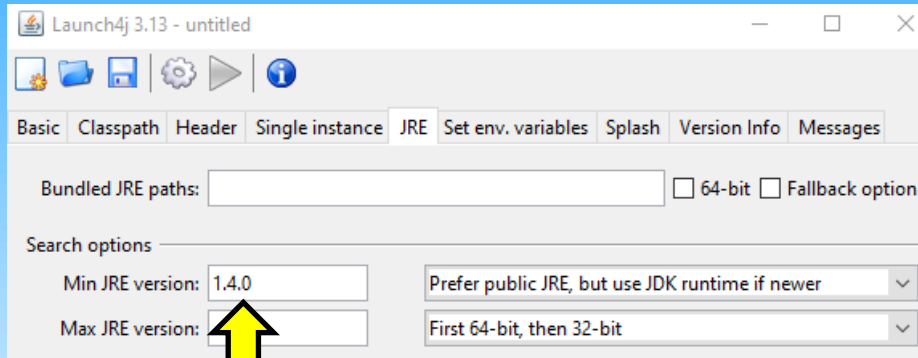 Launch4j 3.13 - untitled
Basic Classpath Header Single instance JRE Set env. variables Splash Version Info Messages
Bundled JRE paths: 64-bit Fallback option
Search options
Min JRE version: 1.4.0 Prefer public JRE, but use JDK runtime if newer
Max JRE version: First 64-bit, then 32-bit